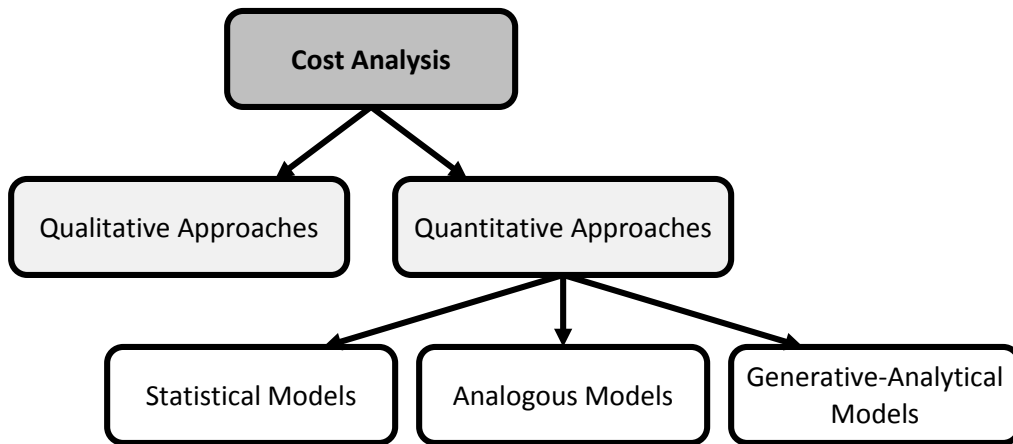 Cost Analysis
Qualitative Approaches
Quantitative Approaches
Statistical Models
Analogous Models
Generative-Analytical
Models